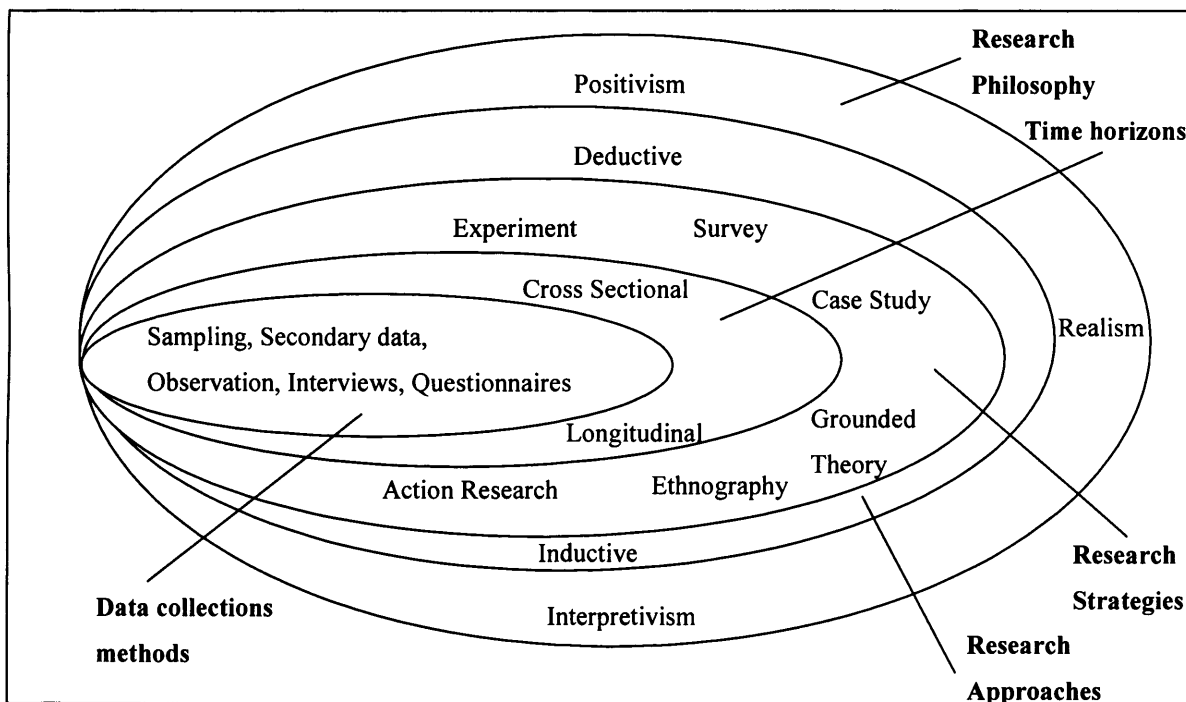 Research
Philosophy
Positivism
Time horizons
Deductive
Experiment
Survey
Cross Sectional
Case Study
Realism
Sampling, Secondary data,
Observation, Interviews, Questionnaires
Longitudinal
Grounded
Theory
Action Research
Ethnography
Inductive
Research
Strategies
Data collections
methods
Interpretivism
Research
Approaches